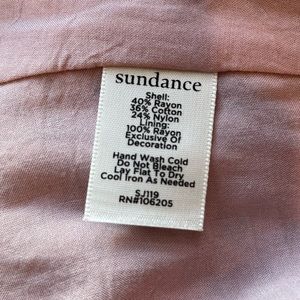 sundance
Shell:
40% Rayon
36% Cotton
24% Nylon
Lining:
100% Rayon
Exclusive Of
Decoration
Hand Wash Cold
Do Not Bleach
Lay Flat To Dry
Cool Iron As Needed
SJ119
RN#106205